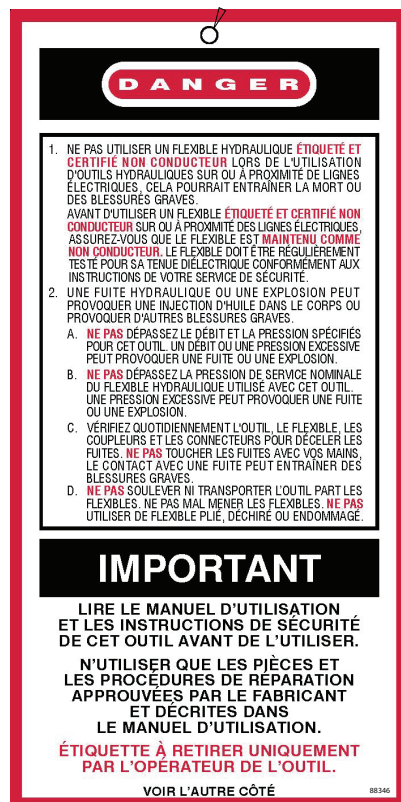 DANGER
1. NE PAS UTILISER UN FLEXIBLE HYDRAULIQUE ÉTIQUETÉ ET
CERTIFIÉ NON CONDUCTEUR LORS DE L'UTILISATION
D'OUTILS HYDRAULIQUES SUR OU À PROXIMITÉ DE LIGNES
ÉLECTRIQUES, CELA POURRAIT ENTRAÎNER LA MORT OU
DES BLESSURES GRAVES.
AVANT D'UTILISER UN FLEXIBLE ÉTIQUETÉ ET CERTIFIÉ NON
CONDUCTEUR SUR OU À PROXIMITÉ DES LIGNES ÉLECTRIQUES,
ASSUREZ-VOUS QUE LE FLEXIBLE EST MAINTENU COMME
NON CONDUCTEUR. LE FLEXIBLE DOIT ÊTRE RÉGULIÈREMENT
TESTÉ POUR SA TENUE DIÉLECTRIQUE CONFORMÉMENT AUX
INSTRUCTIONS DE VOTRE SERVICE DE SÉCURITÉ.
2. UNE FUITE HYDRAULIQUE OU UNE EXPLOSION PEUT
PROVOQUER UNE INJECTION D'HUILE DANS LE CORPS OU
PROVOQUER D'AUTRES BLESSURES GRAVES.
A. NE PAS DÉPASSEZ LE DÉBIT ET LA PRESSION SPÉCIFIÉS
POUR CET OUTIL. UN DÉBIT OU UNE PRESSION EXCESSIVE
PEUT PROVOQUER UNE FUITE OU UNE EXPLOSION.
B. NE PAS DÉPASSEZ LA PRESSION DE SERVICE NOMINALE
DU FLEXIBLE HYDRAULIQUE UTILISÉ AVEC CET OUTIL.
UNE PRESSION EXCESSIVE PEUT PROVOQUER UNE FUITE
OU UNE EXPLOSION.
C. VÉRIFIEZ QUOTIDIENNEMENT L'OUTIL, LE FLEXIBLE, LES
COUPLEURS ET LES CONNECTEURS POUR DÉCELER LES
FUITES. NE PAS TOUCHER LES FUITES AVEC VOS MAINS,
LE CONTACT AVEC UNE FUITE PEUT ENTRAÎNER DES
BLESSURES GRAVES.
D. NE PAS SOULEVER NI TRANSPORTER L'OUTIL PART LES
FLEXIBLES. NE PAS MAL MENER LES FLEXIBLES. NE PAS
UTILISER DE FLEXIBLE PLIÉ, DÉCHIRÉ OU ENDOMMAGÉ.
IMPORTANT
LIRE LE MANUEL D'UTILISATION
ET LES INSTRUCTIONS DE SÉCURITÉ
DE CET OUTIL AVANT DE L'UTILISER.
N'UTILISER QUE LES PIÈCES ET
LES PROCÉDURES DE RÉPARATION
APPROUVÉES PAR LE FABRICANT
ET DÉCRITES DANS
LE MANUEL D'UTILISATION.
ÉTIQUETTE À RETIRER UNIQUEMENT
PAR L'OPÉRATEUR DE L'OUTIL.
VOIR L'AUTRE CÔTÉ
88346